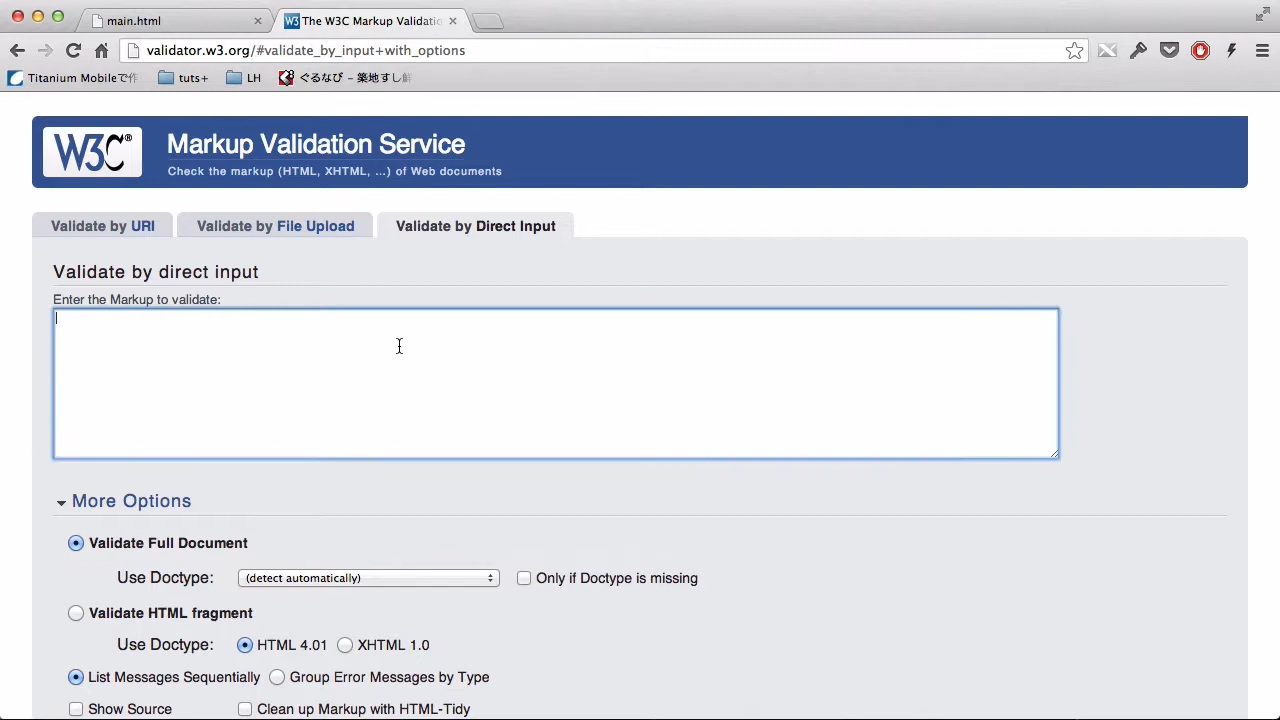 main.html
The W3C Markup Validatio
validator.w3.org/#validate_by_input+with_options
Titanium Mobileで作 tuts+ LH ぐるなび - 築地すし鮮
W3C®
Markup Validation Service
Check the markup (HTML, XHTML, ...) of Web documents
Validate by URI Validate by File Upload Validate by Direct Input
Validate by direct input
Enter the Markup to validate:
More Options
Validate Full Document
Use Doctype: (detect automatically) Only if Doctype is missing
Validate HTML fragment
Use Doctype: HTML 4.01 XHTML 1.0
List Messages Sequentially Group Error Messages by Type
Show Source Clean up Markup with HTML-Tidy